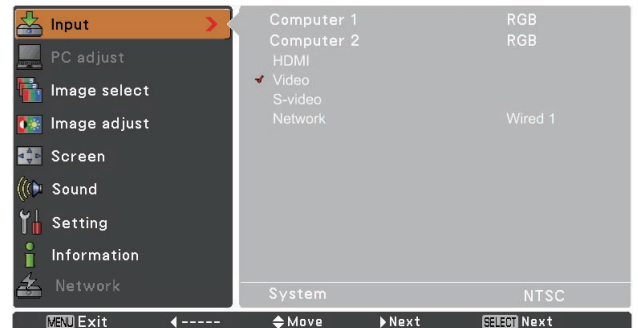 Input
PC adjust
Image select
Image adjust
Screen
Sound
Setting
Information
Network
Computer 1 RGB
Computer 2 RGB
HDMI
Video
S-video
Network Wired 1
System NTSC
MENU Exit ----- Move Next SELECT Next